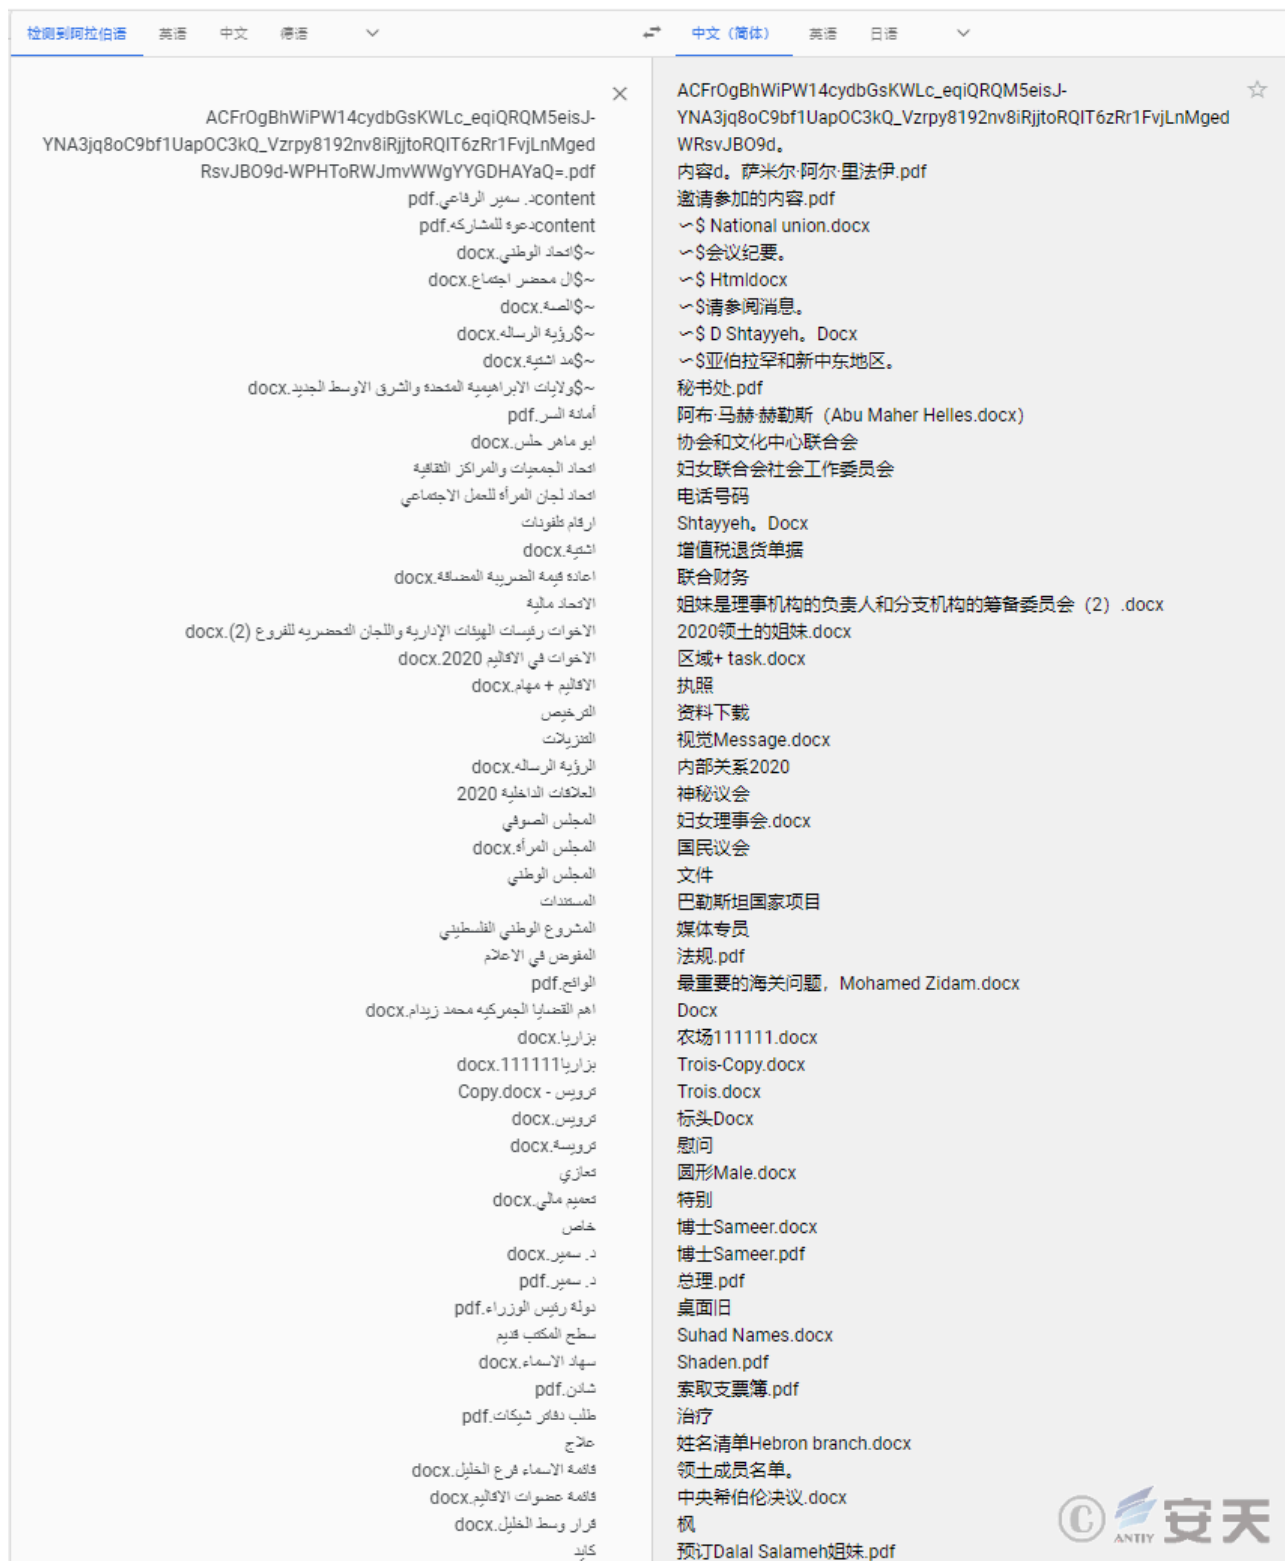 检测到阿拉伯语 英语 中文 德语
中文（简体） 英语 日语
ACFrOgBhWiPW14cydbGsKWLc_eqiQRQM5eisJ-
YNA3jq8oC9bf1UapOC3kQ_Vzrpy8192nv8iRjjtoRQIT6zRr1FvjLnMged
RsvJBO9d-WPHToRWJmvWWgYYGDHAYaQ=.pdf
contentد. سمير الرفاعي.pdf
contentدعوة للمشاركه.pdf
~$اتحاد الوطني.docx
~$ال محضر اجتماع.docx
~$الصة.docx
~$رؤية الرساله.docx
~$مد اشتية.docx
~$ولايات الابراهيمية المتحدة والشرق الاوسط الجديد.docx
أمانة السر.pdf
ابو ماهر حلس.docx
اتحاد الجمعيات والمراكز الثقافية
اتحاد لجان المرأة للعمل الاجتماعي
ارقام تلفونات
اشتية.docx
اعادة قيمة الضريبة المضافة.docx
الاتحاد مالية
الاخوات رئيسات الهيئات الإدارية واللجان التحضريه للفروع (2).docx
الاخوات في الاقاليم 2020.docx
الاقاليم + مهام.docx
الترخيص
التنزيلات
الرؤية الرساله.docx
العلاقات الداخلية 2020
المجلس الصوفي
المجلس المرأة.docx
المجلس الوطني
المستندات
المشروع الوطني الفلسطيني
المفوض في الاعلام
الوائح.pdf
اهم القضايا الجمركيه محمد زيدام.docx
بزاريا.docx
بزاريا111111.docx
ترويس - Copy.docx
ترويس.docx
ترويسة.docx
تعازي
تعميم مالي.docx
خاص
د. سمير.docx
د. سمير.pdf
دولة رئيس الوزراء.pdf
سطح المكتب قديم
سهاد الاسماء.docx
شادن.pdf
طلب دفاتر شيكات.pdf
علاج
قائمة الاسماء فرع الخليل.docx
قائمة عضوات الاقاليم.docx
قرار وسط الخليل.docx
كايد
ACFrOgBhWiPW14cydbGsKWLc_eqiQRQM5eisJ-
YNA3jq8oC9bf1UapOC3kQ_Vzrpy8192nv8iRjjtoRQIT6zRr1FvjLnMged
WRsvJBO9d。
内容d。萨米尔·阿尔·里法伊.pdf
邀请参加的内容.pdf
~$ National union.docx
~$会议纪要。
~$ Htmldocx
~$请参阅消息。
~$ D Shtayyeh。Docx
~$亚伯拉罕和新中东地区。
秘书处.pdf
阿布·马赫·赫勒斯（Abu Maher Helles.docx）
协会和文化中心联合会
妇女联合会社会工作委员会
电话号码
Shtayyeh。Docx
增值税退货单据
联合财务
姐妹是理事机构的负责人和分支机构的筹备委员会（2）.docx
2020领土的姐妹.docx
区域+ task.docx
执照
资料下载
视觉Message.docx
内部关系2020
神秘议会
妇女理事会.docx
国民议会
文件
巴勒斯坦国家项目
媒体专员
法规.pdf
最重要的海关问题，Mohamed Zidam.docx
Docx
农场111111.docx
Trois-Copy.docx
Trois.docx
标头Docx
慰问
圆形Male.docx
特别
博士Sameer.docx
博士Sameer.pdf
总理.pdf
桌面旧
Suhad Names.docx
Shaden.pdf
索取支票簿.pdf
治疗
姓名清单Hebron branch.docx
领土成员名单。
中央希伯伦决议.docx
枫
预订Dalal Salameh姐妹.pdf
© ANTIY 安天